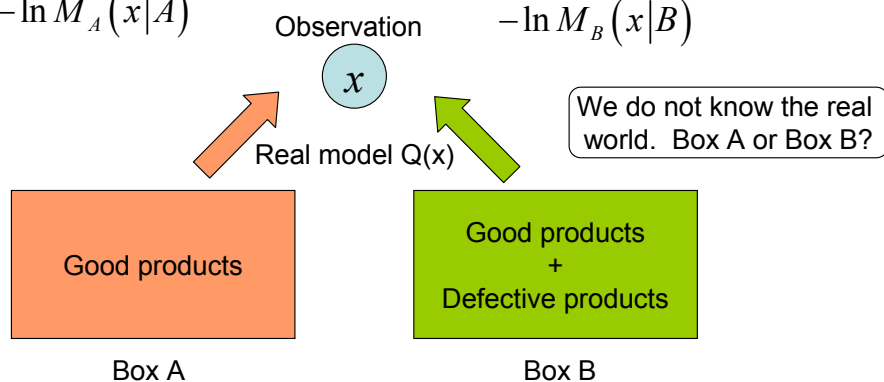 −ln M_A(x|A)
Observation
−ln M_B(x|B)
x
We do not know the real
world. Box A or Box B?
Real model Q(x)
Good products
Good products
+
Defective products
Box A
Box B